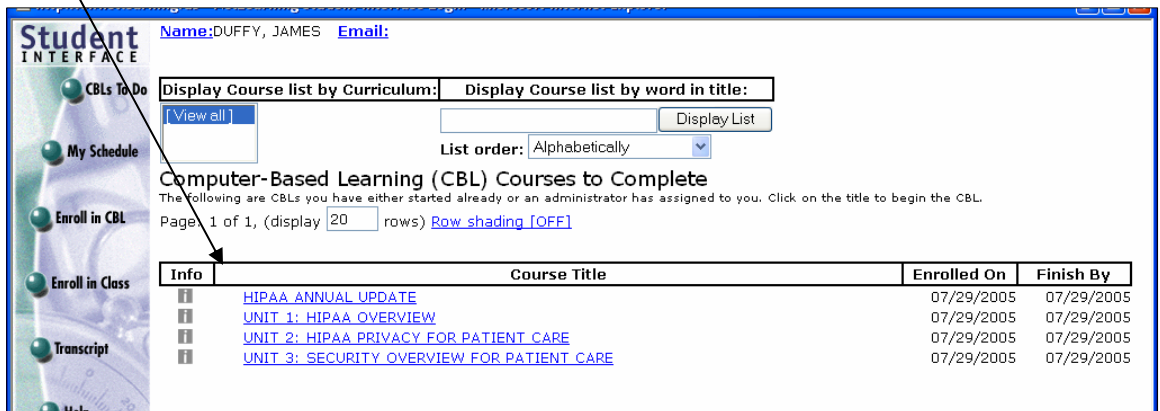 Student
INTERFACE
Name:DUFFY, JAMES Email:
CBLs To Do
My Schedule
Enroll in CBL
Enroll in Class
Transcript
Help
Display Course list by Curriculum: Display Course list by word in title:
[View all]
Display List
List order: Alphabetically
Computer-Based Learning (CBL) Courses to Complete
The following are CBLs you have either started already or an administrator has assigned to you. Click on the title to begin the CBL.
Page: 1 of 1, (display 20 rows) Row shading [OFF]
Info Course Title Enrolled On Finish By
HIPAA ANNUAL UPDATE 07/29/2005 07/29/2005
UNIT 1: HIPAA OVERVIEW 07/29/2005 07/29/2005
UNIT 2: HIPAA PRIVACY FOR PATIENT CARE 07/29/2005 07/29/2005
UNIT 3: SECURITY OVERVIEW FOR PATIENT CARE 07/29/2005 07/29/2005